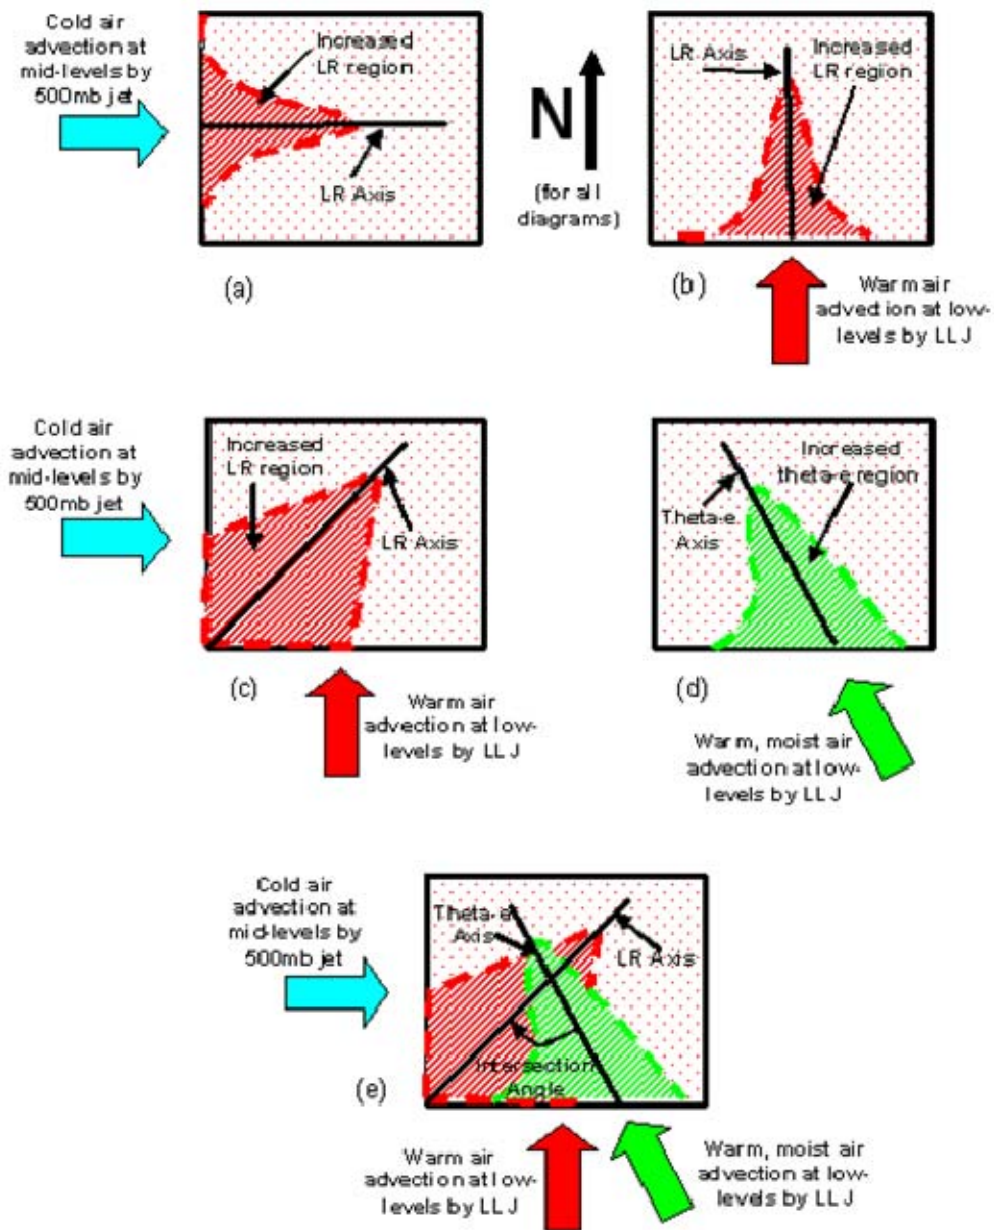 Cold air
advection at
mid-levels by
500mb jet
Increased
LR region
LR Axis
(a)
N
(for all
diagrams)
LR Axis
Increased
LR region
(b)
Warm air
advection at low-
levels by LLJ
Cold air
advection at
mid-levels by
500mb jet
Increased
LR region
LR Axis
(c)
Warm air
advection at low-
levels by LLJ
Increased
theta-e region
Theta-e
Axis
(d)
Warm, moist air
advection at low-
levels by LLJ
Cold air
advection at
mid-levels by
500mb jet
Theta-e
Axis
LR Axis
Intersection
Angle
(e)
Warm air
advection at low-
levels by LLJ
Warm, moist air
advection at low-
levels by LLJ